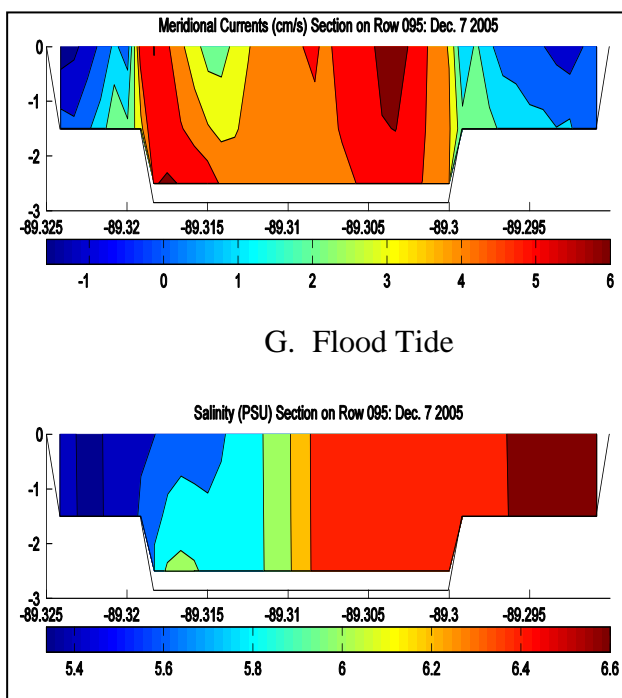 Meridional Currents (cm/s) Section on Row 095: Dec. 7 2005
0
-1
-2
-3
-89.325 -89.32 -89.315 -89.31 -89.305 -89.3 -89.295
-1 0 1 2 3 4 5 6
G. Flood Tide
Salinity (PSU) Section on Row 095: Dec. 7 2005
0
-1
-2
-3
-89.325 -89.32 -89.315 -89.31 -89.305 -89.3 -89.295
5.4 5.6 5.8 6 6.2 6.4 6.6